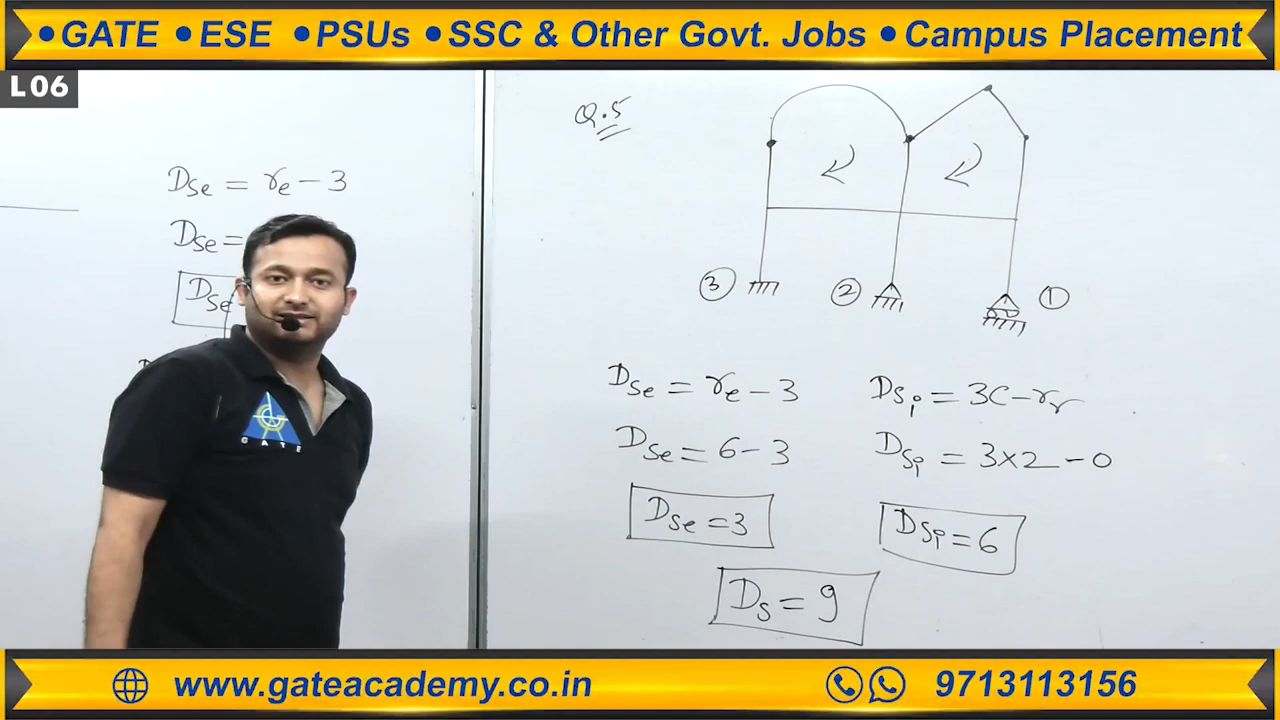 •GATE •ESE •PSUs •SSC & Other Govt. Jobs •Campus Placement
L06
Dse = re - 3
Dse =
Dse
GATE
Q.5
3
2
1
Dse = re - 3
Dsi = 3C - rr
Dse = 6 - 3
Dsi = 3×2 - 0
Dse = 3
Dsi = 6
Ds = 9
www.gateacademy.co.in
9713113156